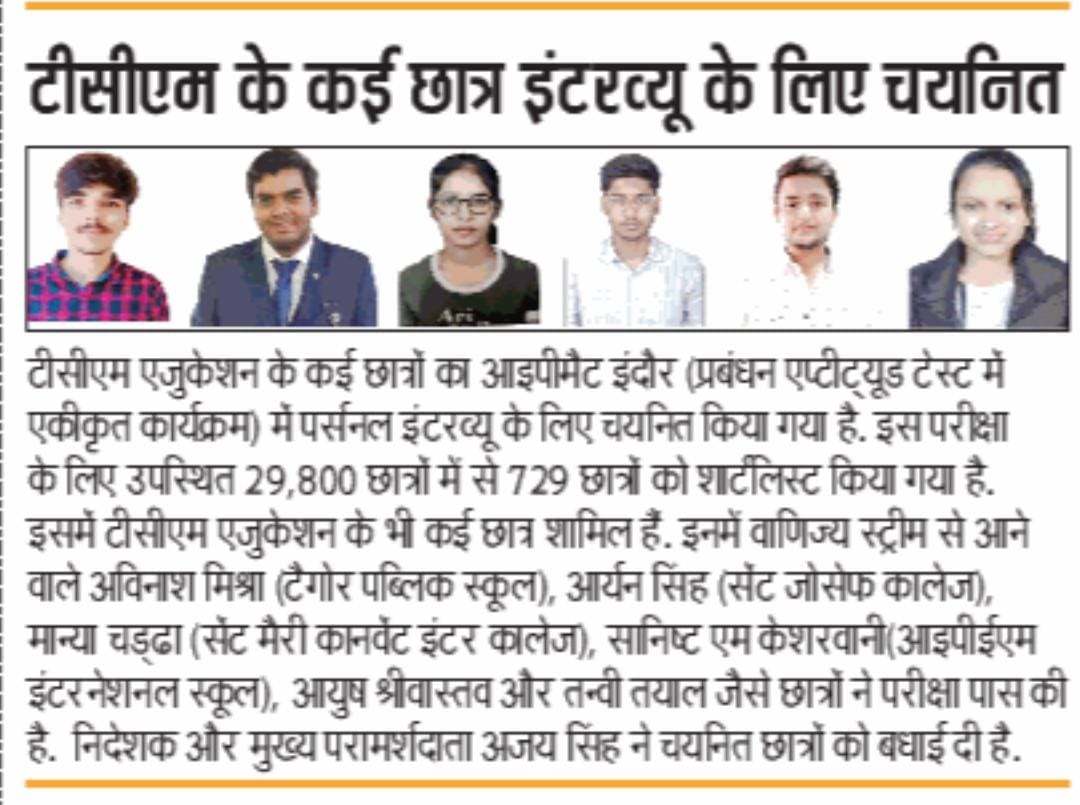 टीसीएम के कई छात्र इंटरव्यू के लिए चयनित
Ari
टीसीएम एजुकेशन के कई छात्रों का आइपीमैट इंदौर (प्रबंधन एप्टीट्यूड टेस्ट में
एकीकृत कार्यक्रम) में पर्सनल इंटरव्यू के लिए चयनित किया गया है. इस परीक्षा
के लिए उपस्थित 29,800 छात्रों में से 729 छात्रों को शार्टलिस्ट किया गया है.
इसमें टीसीएम एजुकेशन के भी कई छात्र शामिल हैं. इनमें वाणिज्य स्ट्रीम से आने
वाले अविनाश मिश्रा (टैगोर पब्लिक स्कूल), आर्यन सिंह (सेंट जोसेफ कालेज),
मान्या चड्ढा (सेंट मैरी कानवेंट इंटर कालेज), सानिष्ट एम केशरवानी(आइपीईएम
इंटरनेशनल स्कूल), आयुष श्रीवास्तव और तन्वी तयाल जैसे छात्रों ने परीक्षा पास की
है. निदेशक और मुख्य परामर्शदाता अजय सिंह ने चयनित छात्रों को बधाई दी है.